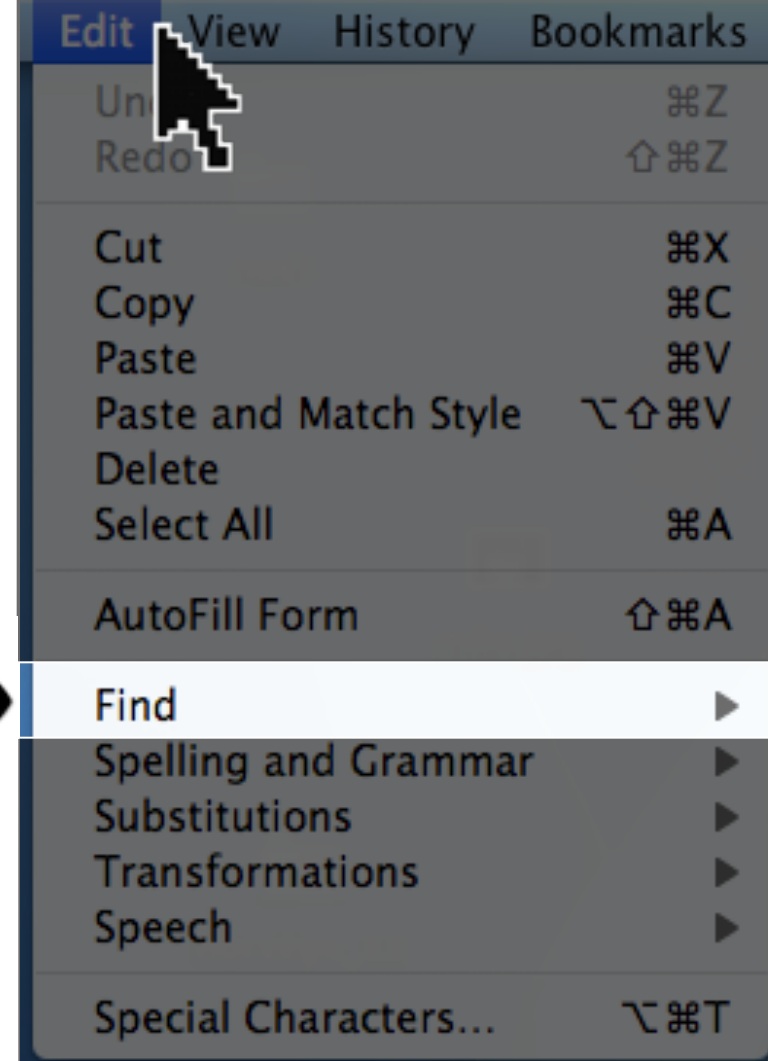 Edit View History Bookmarks
Undo ⌘Z
Redo ⇧⌘Z
Cut ⌘X
Copy ⌘C
Paste ⌘V
Paste and Match Style ⌥⇧⌘V
Delete
Select All ⌘A
AutoFill Form ⇧⌘A
Find ▶
Spelling and Grammar ▶
Substitutions ▶
Transformations ▶
Speech ▶
Special Characters... ⌥⌘T